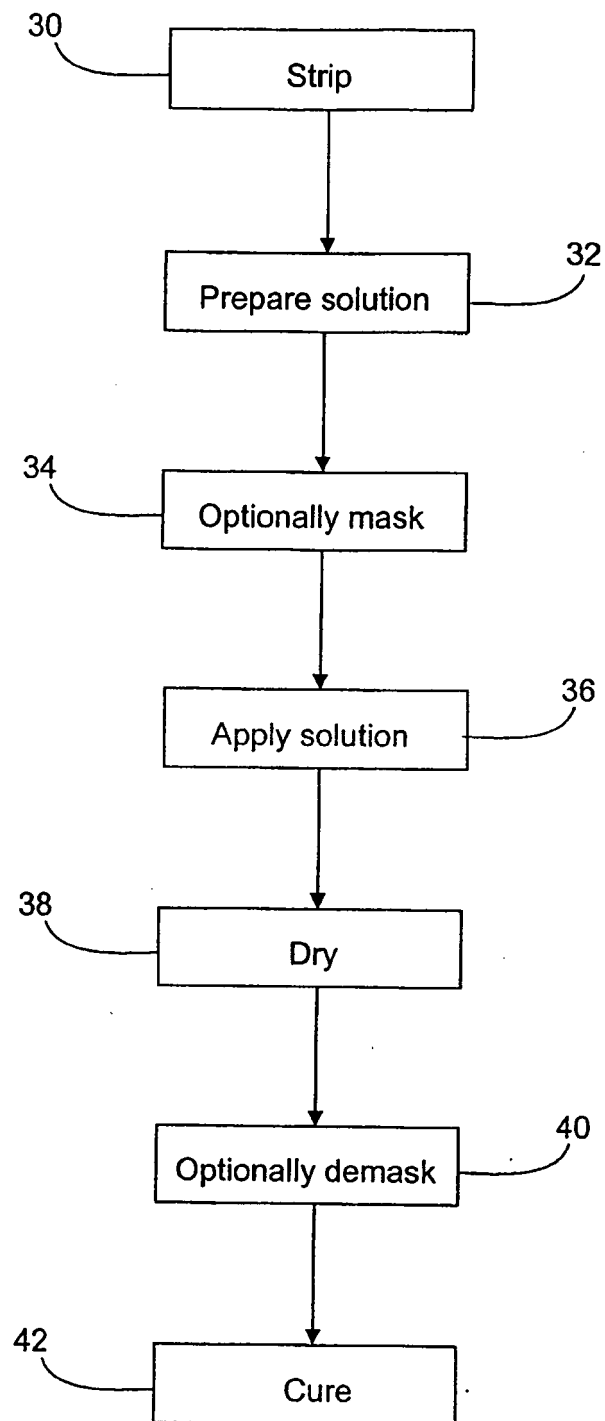 30
Strip
32
Prepare solution
34
Optionally mask
36
Apply solution
38
Dry
40
Optionally demask
42
Cure